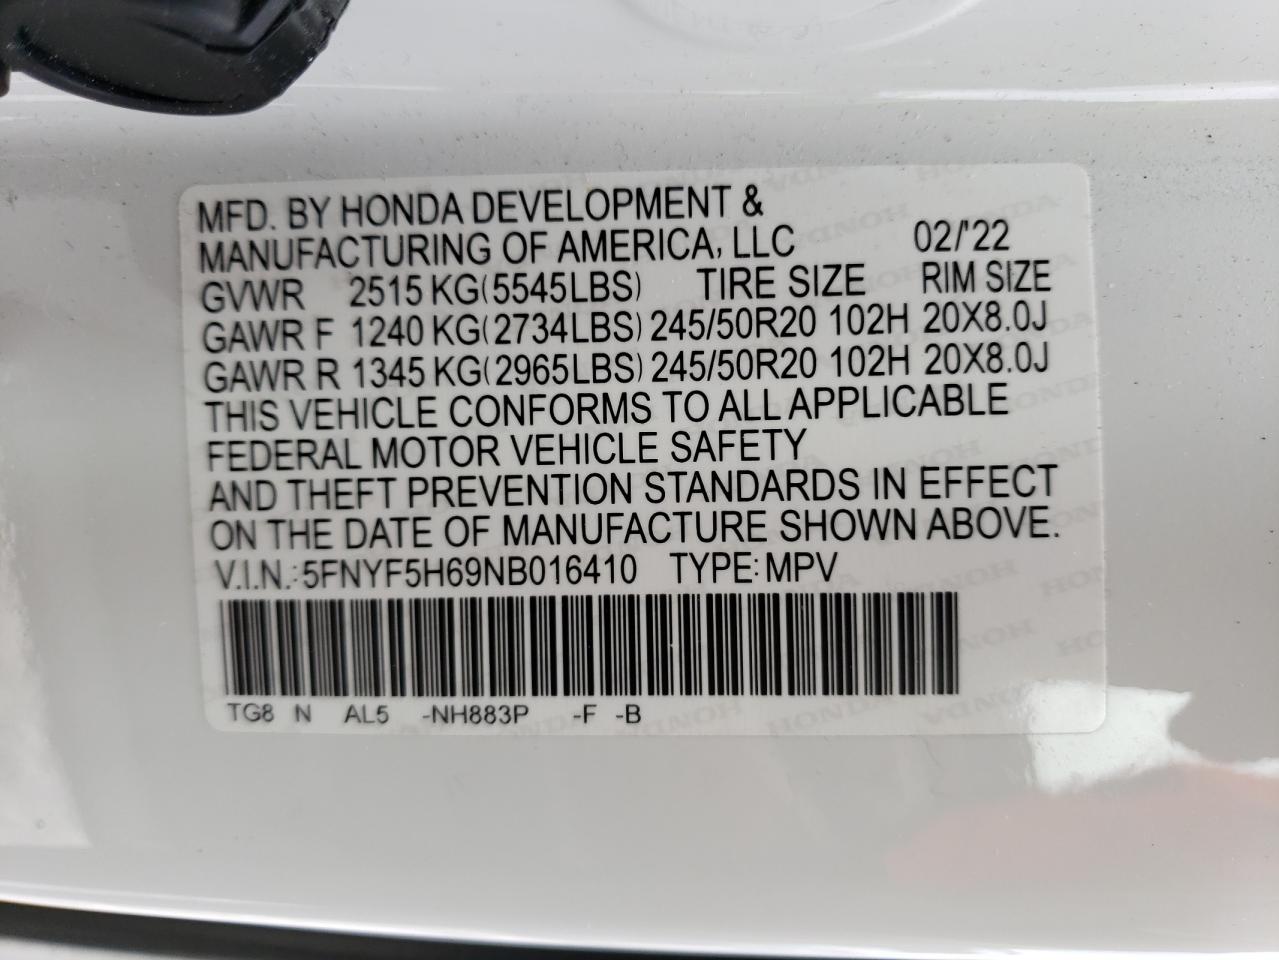 MFD. BY HONDA DEVELOPMENT &
MANUFACTURING OF AMERICA, LLC 02/'22
GVWR 2515 KG(5545LBS) TIRE SIZE RIM SIZE
GAWR F 1240 KG(2734LBS) 245/50R20 102H 20X8.0J
GAWR R 1345 KG(2965LBS) 245/50R20 102H 20X8.0J
THIS VEHICLE CONFORMS TO ALL APPLICABLE
FEDERAL MOTOR VEHICLE SAFETY
AND THEFT PREVENTION STANDARDS IN EFFECT
ON THE DATE OF MANUFACTURE SHOWN ABOVE.
V.I.N.:5FNYF5H69NB016410 TYPE:MPV
TG8 N AL5 -NH883P -F -B